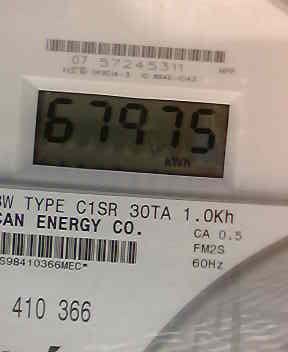 07 57245311
67975
kWh
3W TYPE C1SR 30TA 1.0Kh
CAN ENERGY CO.
CA 0.5
FM2S
60Hz
S98410366MEC*
410 366